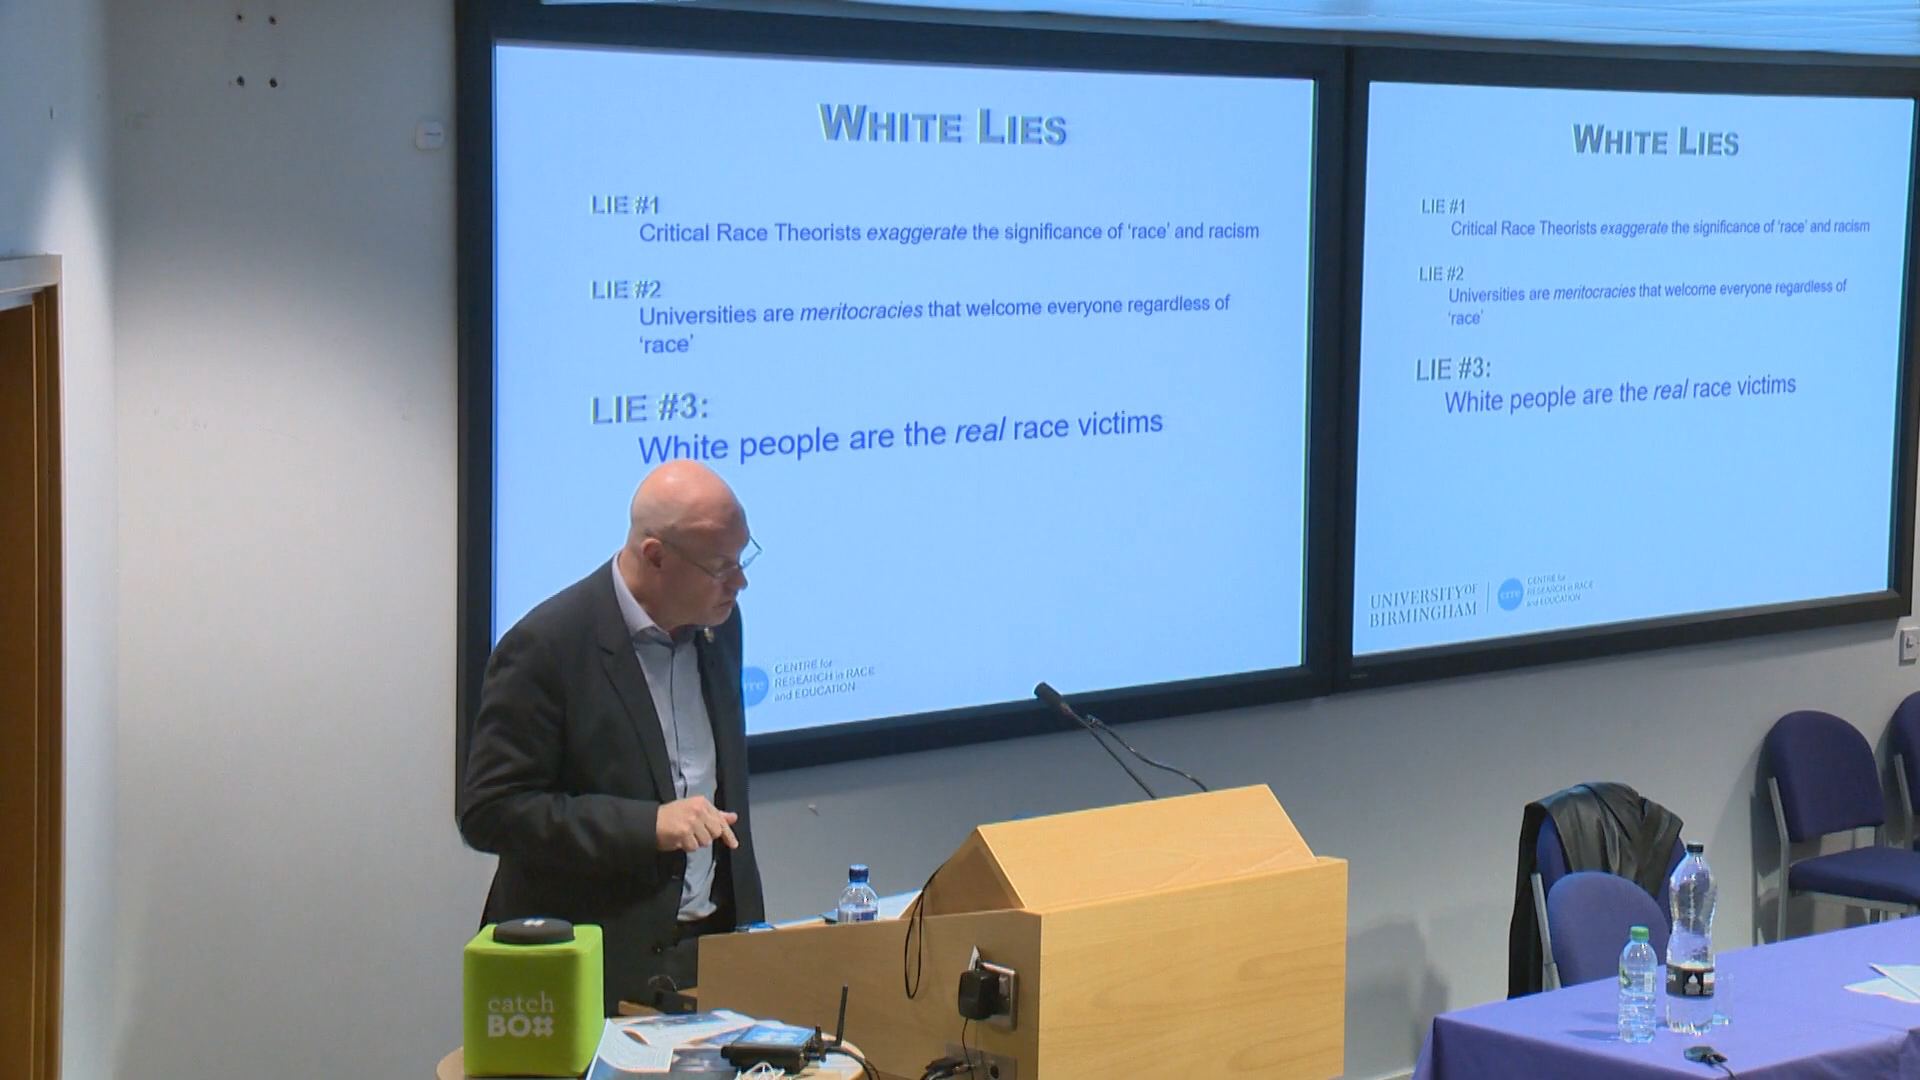 WHITE LIES
LIE #1
Critical Race Theorists exaggerate the significance of 'race' and racism
LIE #2
Universities are meritocracies that welcome everyone regardless of
'race'
LIE #3:
White people are the real race victims
CENTRE for
RESEARCH in RACE
and EDUCATION
WHITE LIES
LIE #1
Critical Race Theorists exaggerate the significance of 'race' and racism
LIE #2
Universities are meritocracies that welcome everyone regardless of
'race'
LIE #3:
White people are the real race victims
UNIVERSITY OF
BIRMINGHAM
crre
CENTRE for
RESEARCH in RACE
and EDUCATION
catch
BOX